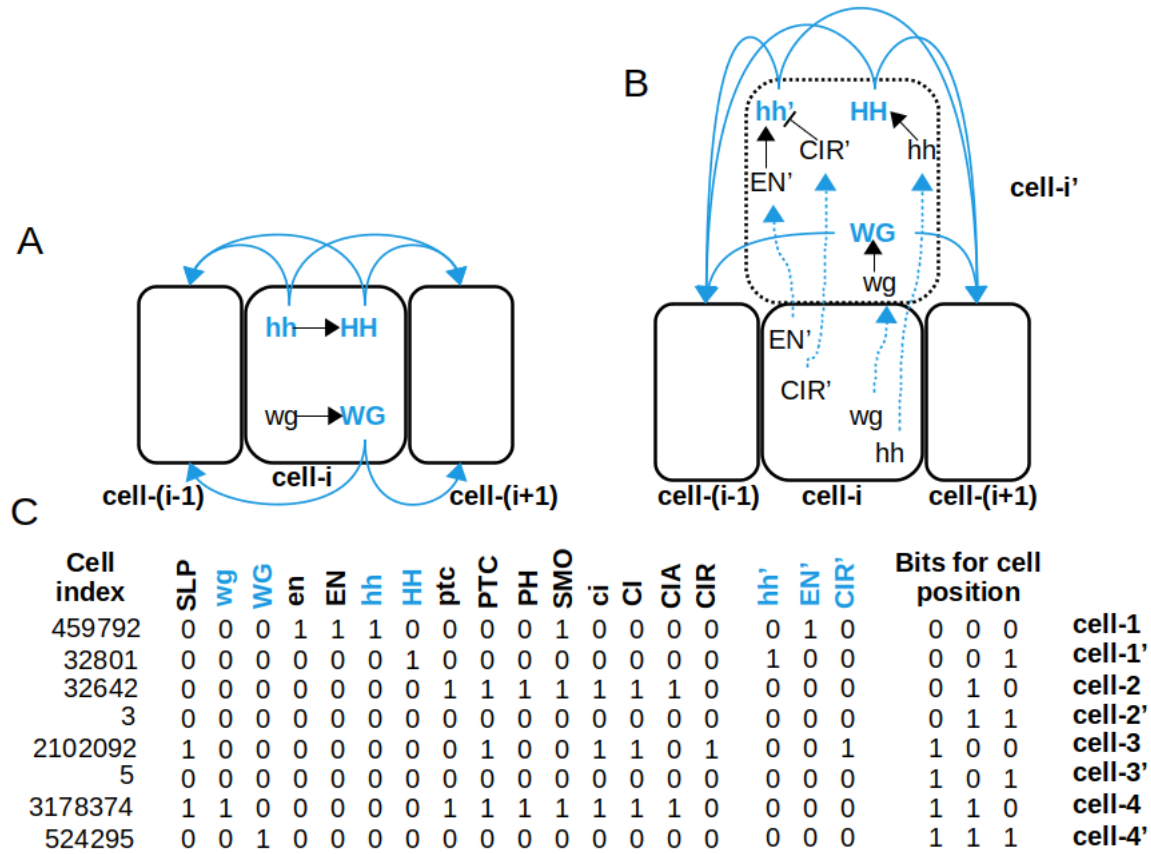 A
hh HH
wg WG
cell-(i-1) cell-i cell-(i+1)
B
hh' HH
CIR' hh
EN'
cell-i'
WG
wg
EN'
CIR'
wg
hh
cell-(i-1) cell-i cell-(i+1)
C
Cell index SLP wg WG en EN hh HH ptc PTC PH SMO ci CI CIA CIR hh' EN' CIR' Bits for cell position
459792 0 0 0 1 1 1 0 0 0 0 1 0 0 0 0 0 1 0 0 0 0 cell-1
32801 0 0 0 0 0 0 1 0 0 0 0 0 0 0 0 1 0 0 0 0 1 cell-1'
32642 0 0 0 0 0 0 0 1 1 1 1 1 1 1 0 0 0 0 0 1 0 cell-2
3 0 0 0 0 0 0 0 0 0 0 0 0 0 0 0 0 0 0 0 1 1 cell-2'
2102092 1 0 0 0 0 0 0 0 1 0 0 1 1 0 1 0 0 1 1 0 0 cell-3
5 0 0 0 0 0 0 0 0 0 0 0 0 0 0 0 0 0 0 1 0 1 cell-3'
3178374 1 1 0 0 0 0 0 1 1 1 1 1 1 1 0 0 0 0 1 1 0 cell-4
524295 0 0 1 0 0 0 0 0 0 0 0 0 0 0 0 0 0 0 1 1 1 cell-4'